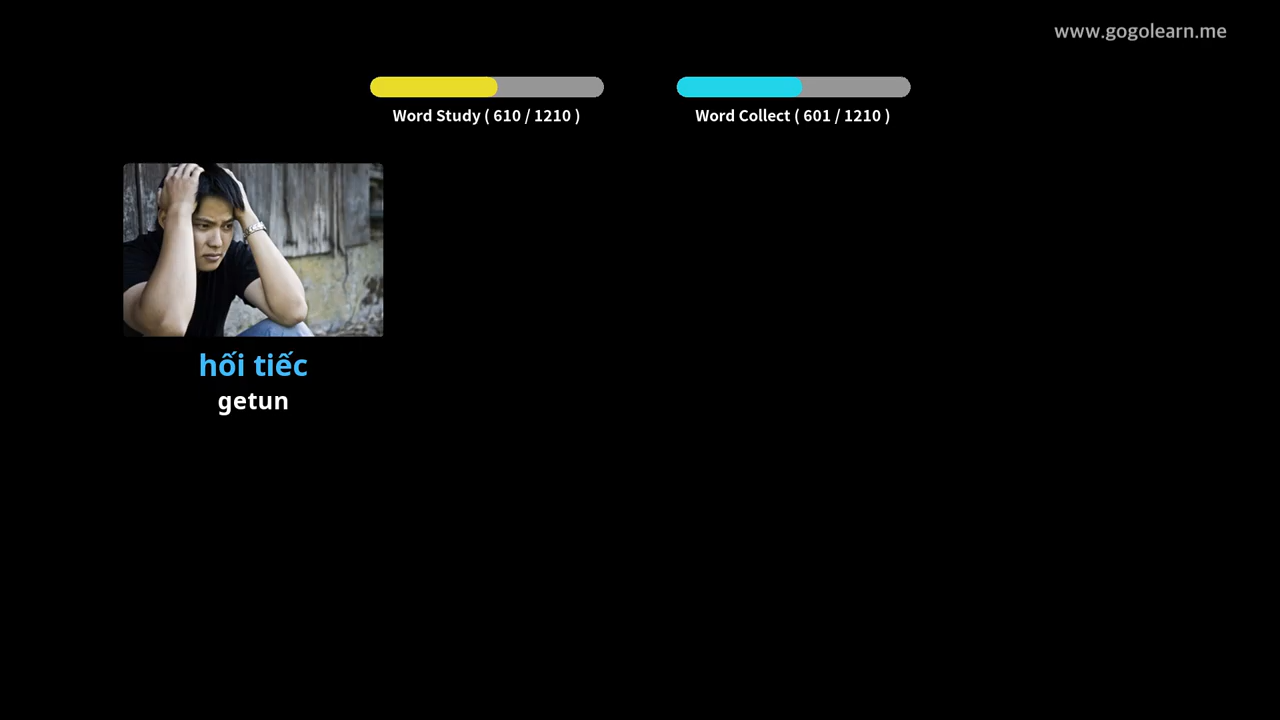 www.gogolearn.me
Word Study ( 610 / 1210 )
Word Collect ( 601 / 1210 )
hối tiếc
getun